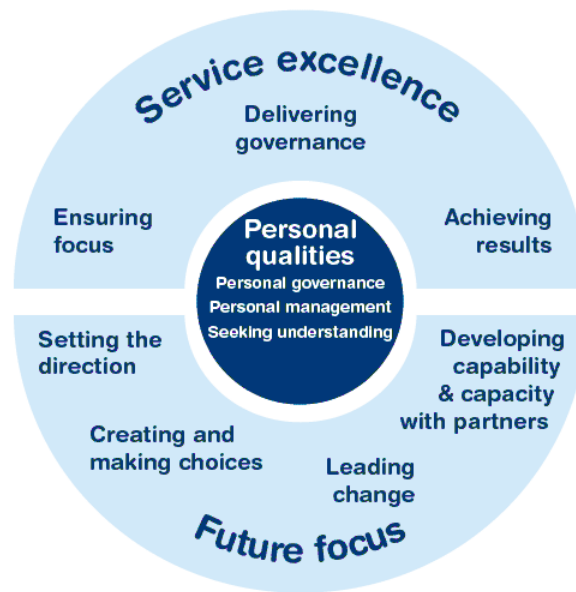 Service excellence
Delivering
governance
Ensuring
focus
Achieving
results
Personal
qualities
Personal governance
Personal management
Seeking understanding
Setting the
direction
Developing
capability
& capacity
with partners
Creating and
making choices
Leading
change
Future focus